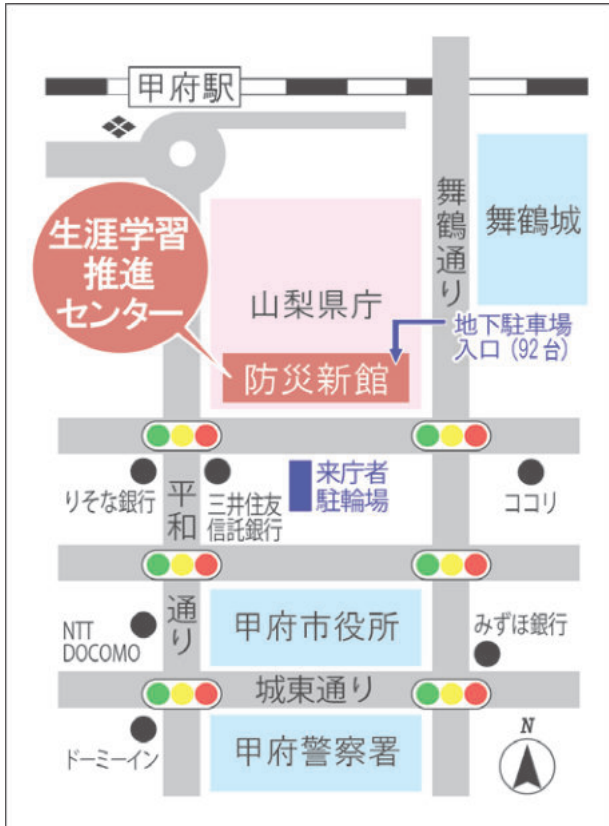 甲府駅
舞鶴通り
舞鶴城
生涯学習
推進
センター
山梨県庁
地下駐車場
入口(92台)
防災新館
りそな銀行
平和
三井住友
信託銀行
来庁者
駐輪場
ココリ
通り
NTT
DOCOMO
甲府市役所
みずほ銀行
城東通り
ドーミーイン
甲府警察署
N